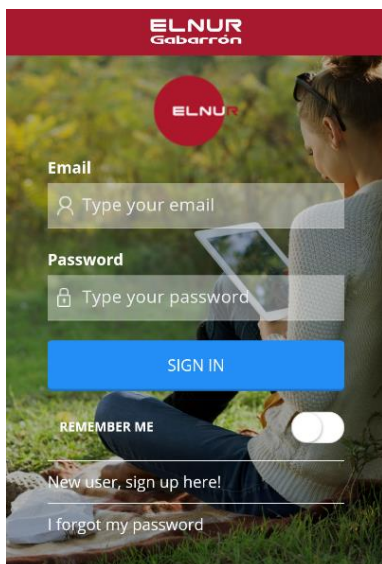 ELNUR
Gabarrón
ELNUR
Email
Type your email
Password
Type your password
SIGN IN
REMEMBER ME
New user, sign up here!
I forgot my password